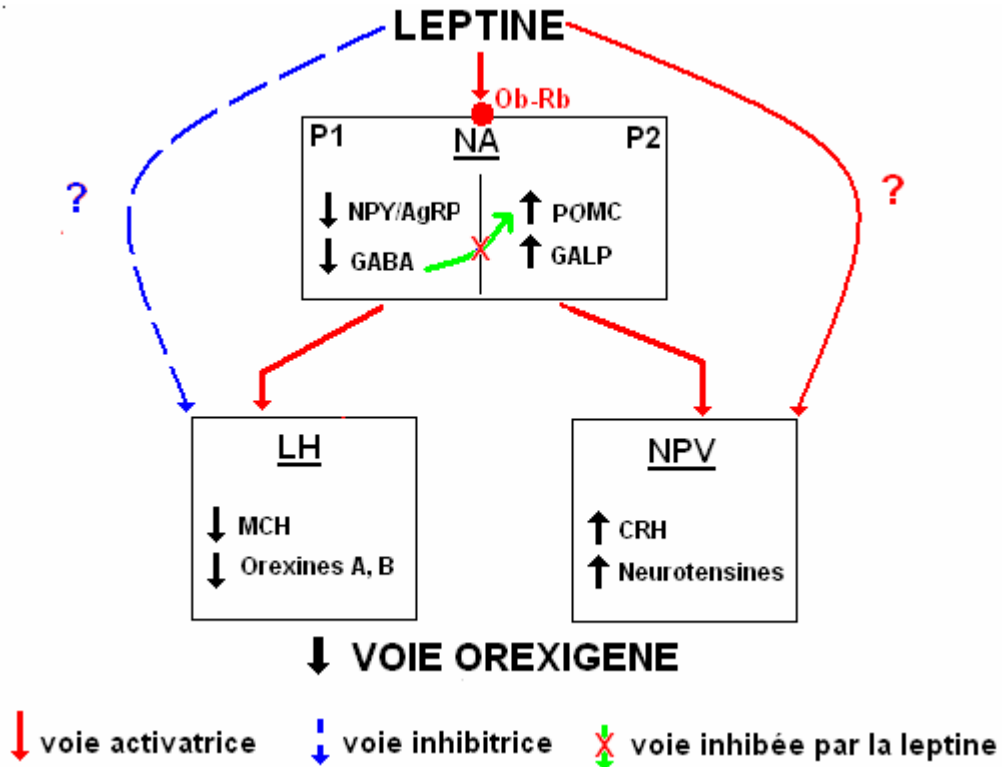 LEPTINE
Ob-Rb
P1 NA P2
? ?
NPY/AgRP POMC
GABA X GALP
LH NPV
MCH CRH
Orexines A, B Neurotensines
VOIE OREXIGENE
voie activatrice voie inhibitrice X voie inhibée par la leptine